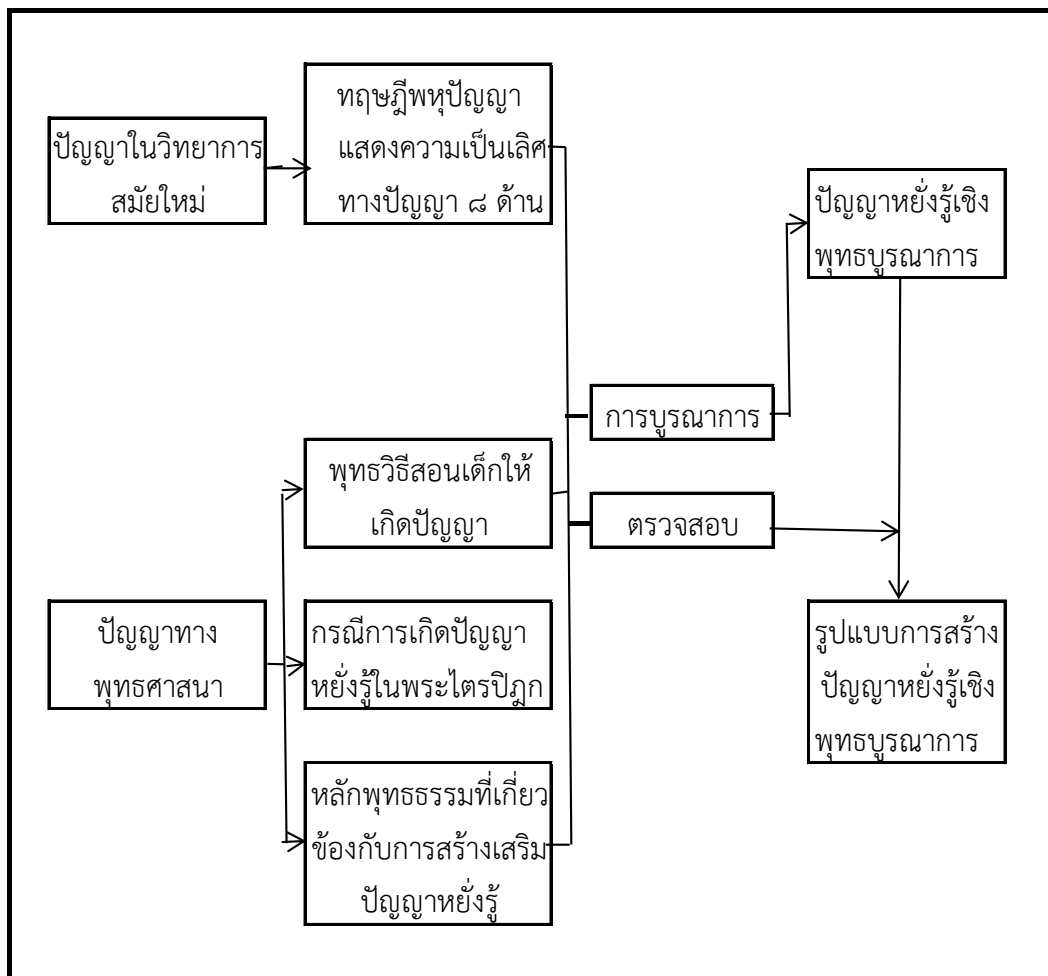 ปัญญาในวิทยาการ
สมัยใหม่
ทฤษฎีพหุปัญญา
แสดงความเป็นเลิศ
ทางปัญญา ๘ ด้าน
ปัญญาหยั่งรู้เชิง
พุทธบูรณาการ
การบูรณาการ
พุทธวิธีสอนเด็กให้
เกิดปัญญา
ตรวจสอบ
ปัญญาทาง
พุทธศาสนา
กรณีการเกิดปัญญา
หยั่งรู้ในพระไตรปิฎก
รูปแบบการสร้าง
ปัญญาหยั่งรู้เชิง
พุทธบูรณาการ
หลักพุทธธรรมที่เกี่ยว
ข้องกับการสร้างเสริม
ปัญญาหยั่งรู้